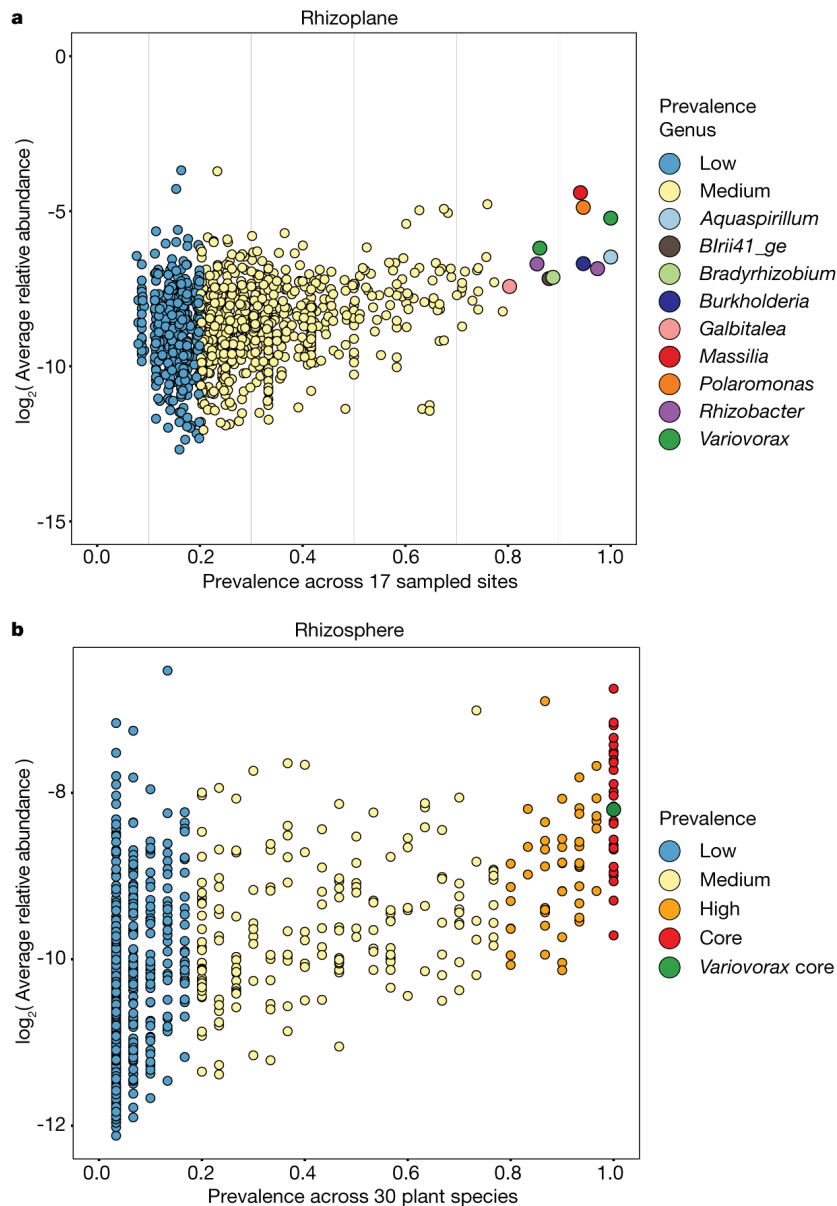 a
Rhizoplane
0
-5
-10
-15
log2( Average relative abundance )
0.0 0.2 0.4 0.6 0.8 1.0
Prevalence across 17 sampled sites
Prevalence
Genus
Low
Medium
Aquaspirillum
BIrii41_ge
Bradyrhizobium
Burkholderia
Galbitalea
Massilia
Polaromonas
Rhizobacter
Variovorax
b
Rhizosphere
-8
-10
-12
log2( Average relative abundance )
0.0 0.2 0.4 0.6 0.8 1.0
Prevalence across 30 plant species
Prevalence
Low
Medium
High
Core
Variovorax core